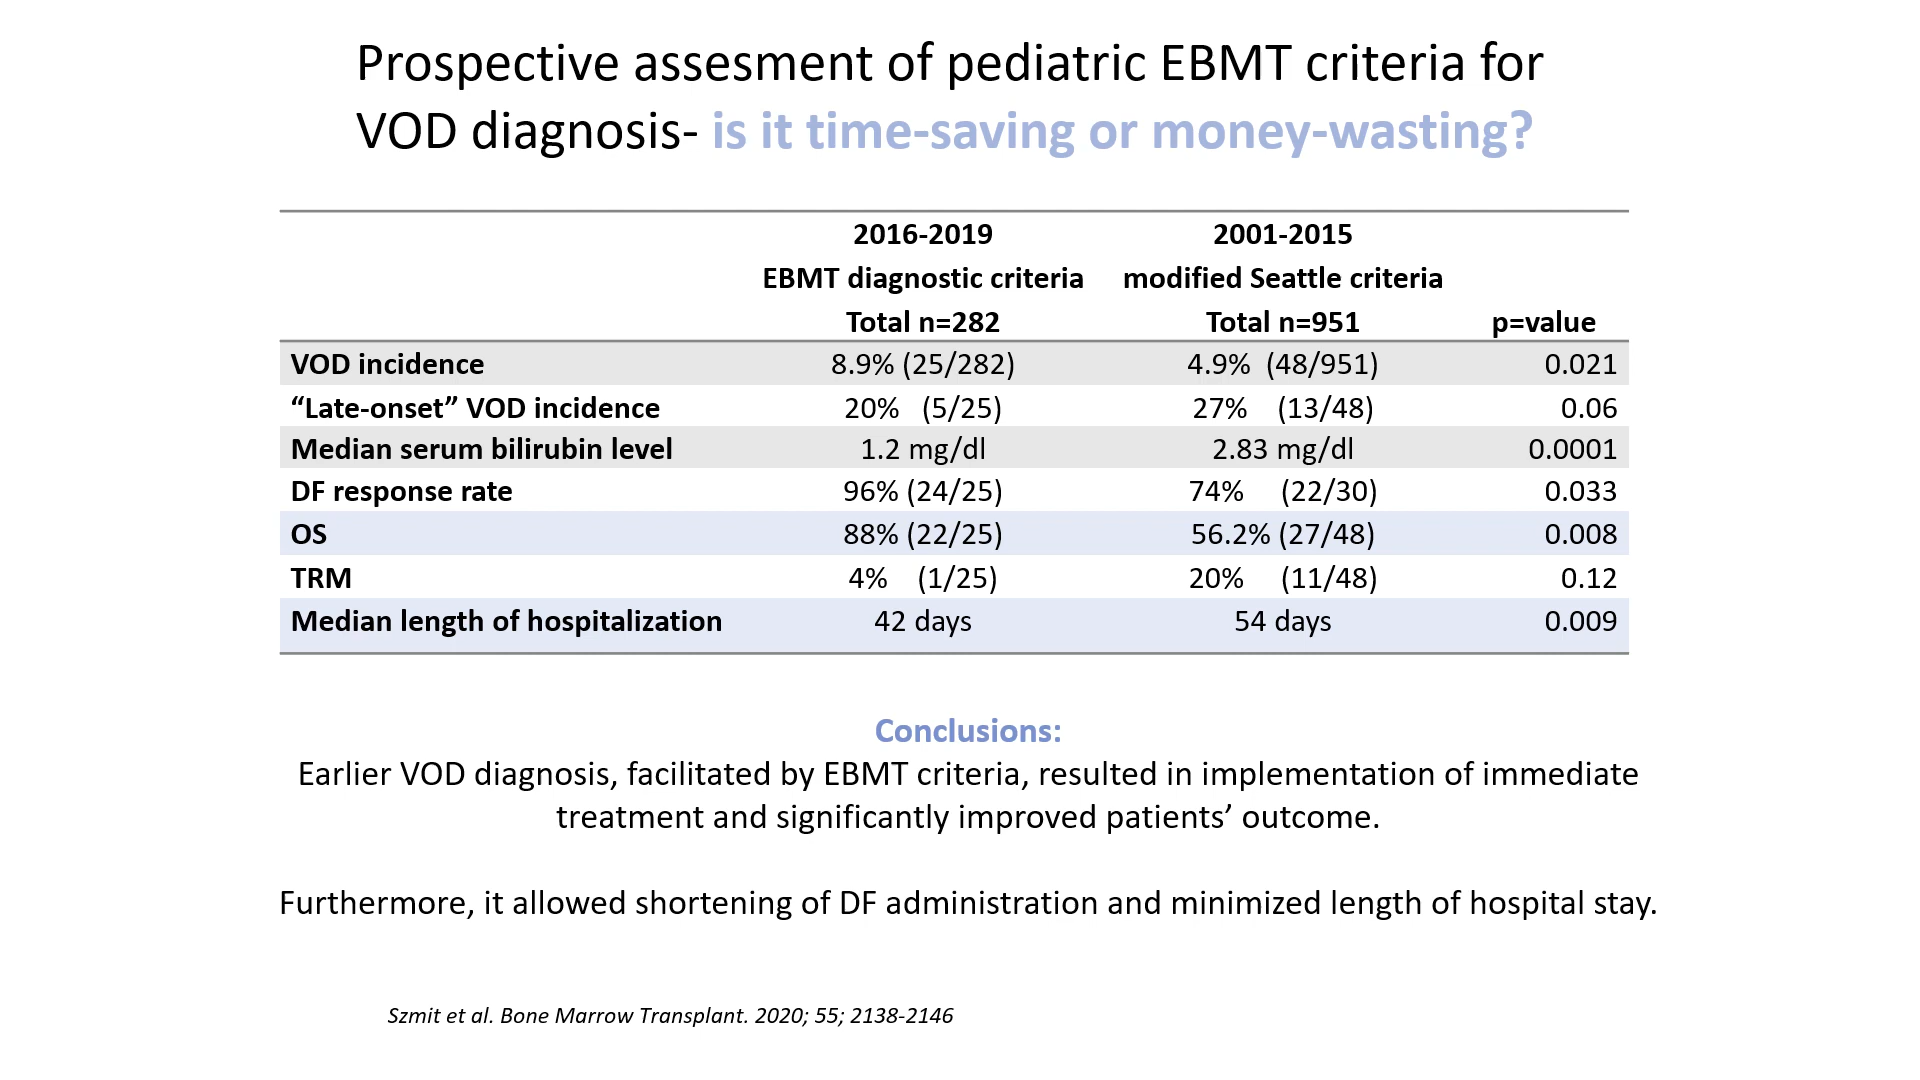 Prospective assesment of pediatric EBMT criteria for
VOD diagnosis- is it time-saving or money-wasting?
2016-2019 2001-2015
EBMT diagnostic criteria modified Seattle criteria
Total n=282 Total n=951 p=value
VOD incidence 8.9% (25/282) 4.9% (48/951) 0.021
“Late-onset” VOD incidence 20% (5/25) 27% (13/48) 0.06
Median serum bilirubin level 1.2 mg/dl 2.83 mg/dl 0.0001
DF response rate 96% (24/25) 74% (22/30) 0.033
OS 88% (22/25) 56.2% (27/48) 0.008
TRM 4% (1/25) 20% (11/48) 0.12
Median length of hospitalization 42 days 54 days 0.009
Conclusions:
Earlier VOD diagnosis, facilitated by EBMT criteria, resulted in implementation of immediate
treatment and significantly improved patients’ outcome.
Furthermore, it allowed shortening of DF administration and minimized length of hospital stay.
Szmit et al. Bone Marrow Transplant. 2020; 55; 2138-2146